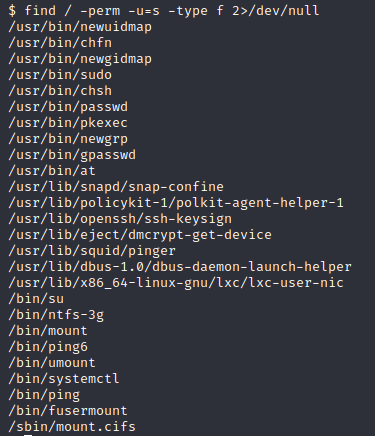 $ find / -perm -u=s -type f 2>/dev/null
/usr/bin/newuidmap
/usr/bin/chfn
/usr/bin/newgidmap
/usr/bin/sudo
/usr/bin/chsh
/usr/bin/passwd
/usr/bin/pkexec
/usr/bin/newgrp
/usr/bin/gpasswd
/usr/bin/at
/usr/lib/snapd/snap-confine
/usr/lib/policykit-1/polkit-agent-helper-1
/usr/lib/openssh/ssh-keysign
/usr/lib/eject/dmcrypt-get-device
/usr/lib/squid/pinger
/usr/lib/dbus-1.0/dbus-daemon-launch-helper
/usr/lib/x86_64-linux-gnu/lxc/lxc-user-nic
/bin/su
/bin/ntfs-3g
/bin/mount
/bin/ping6
/bin/umount
/bin/systemctl
/bin/ping
/bin/fusermount
/sbin/mount.cifs